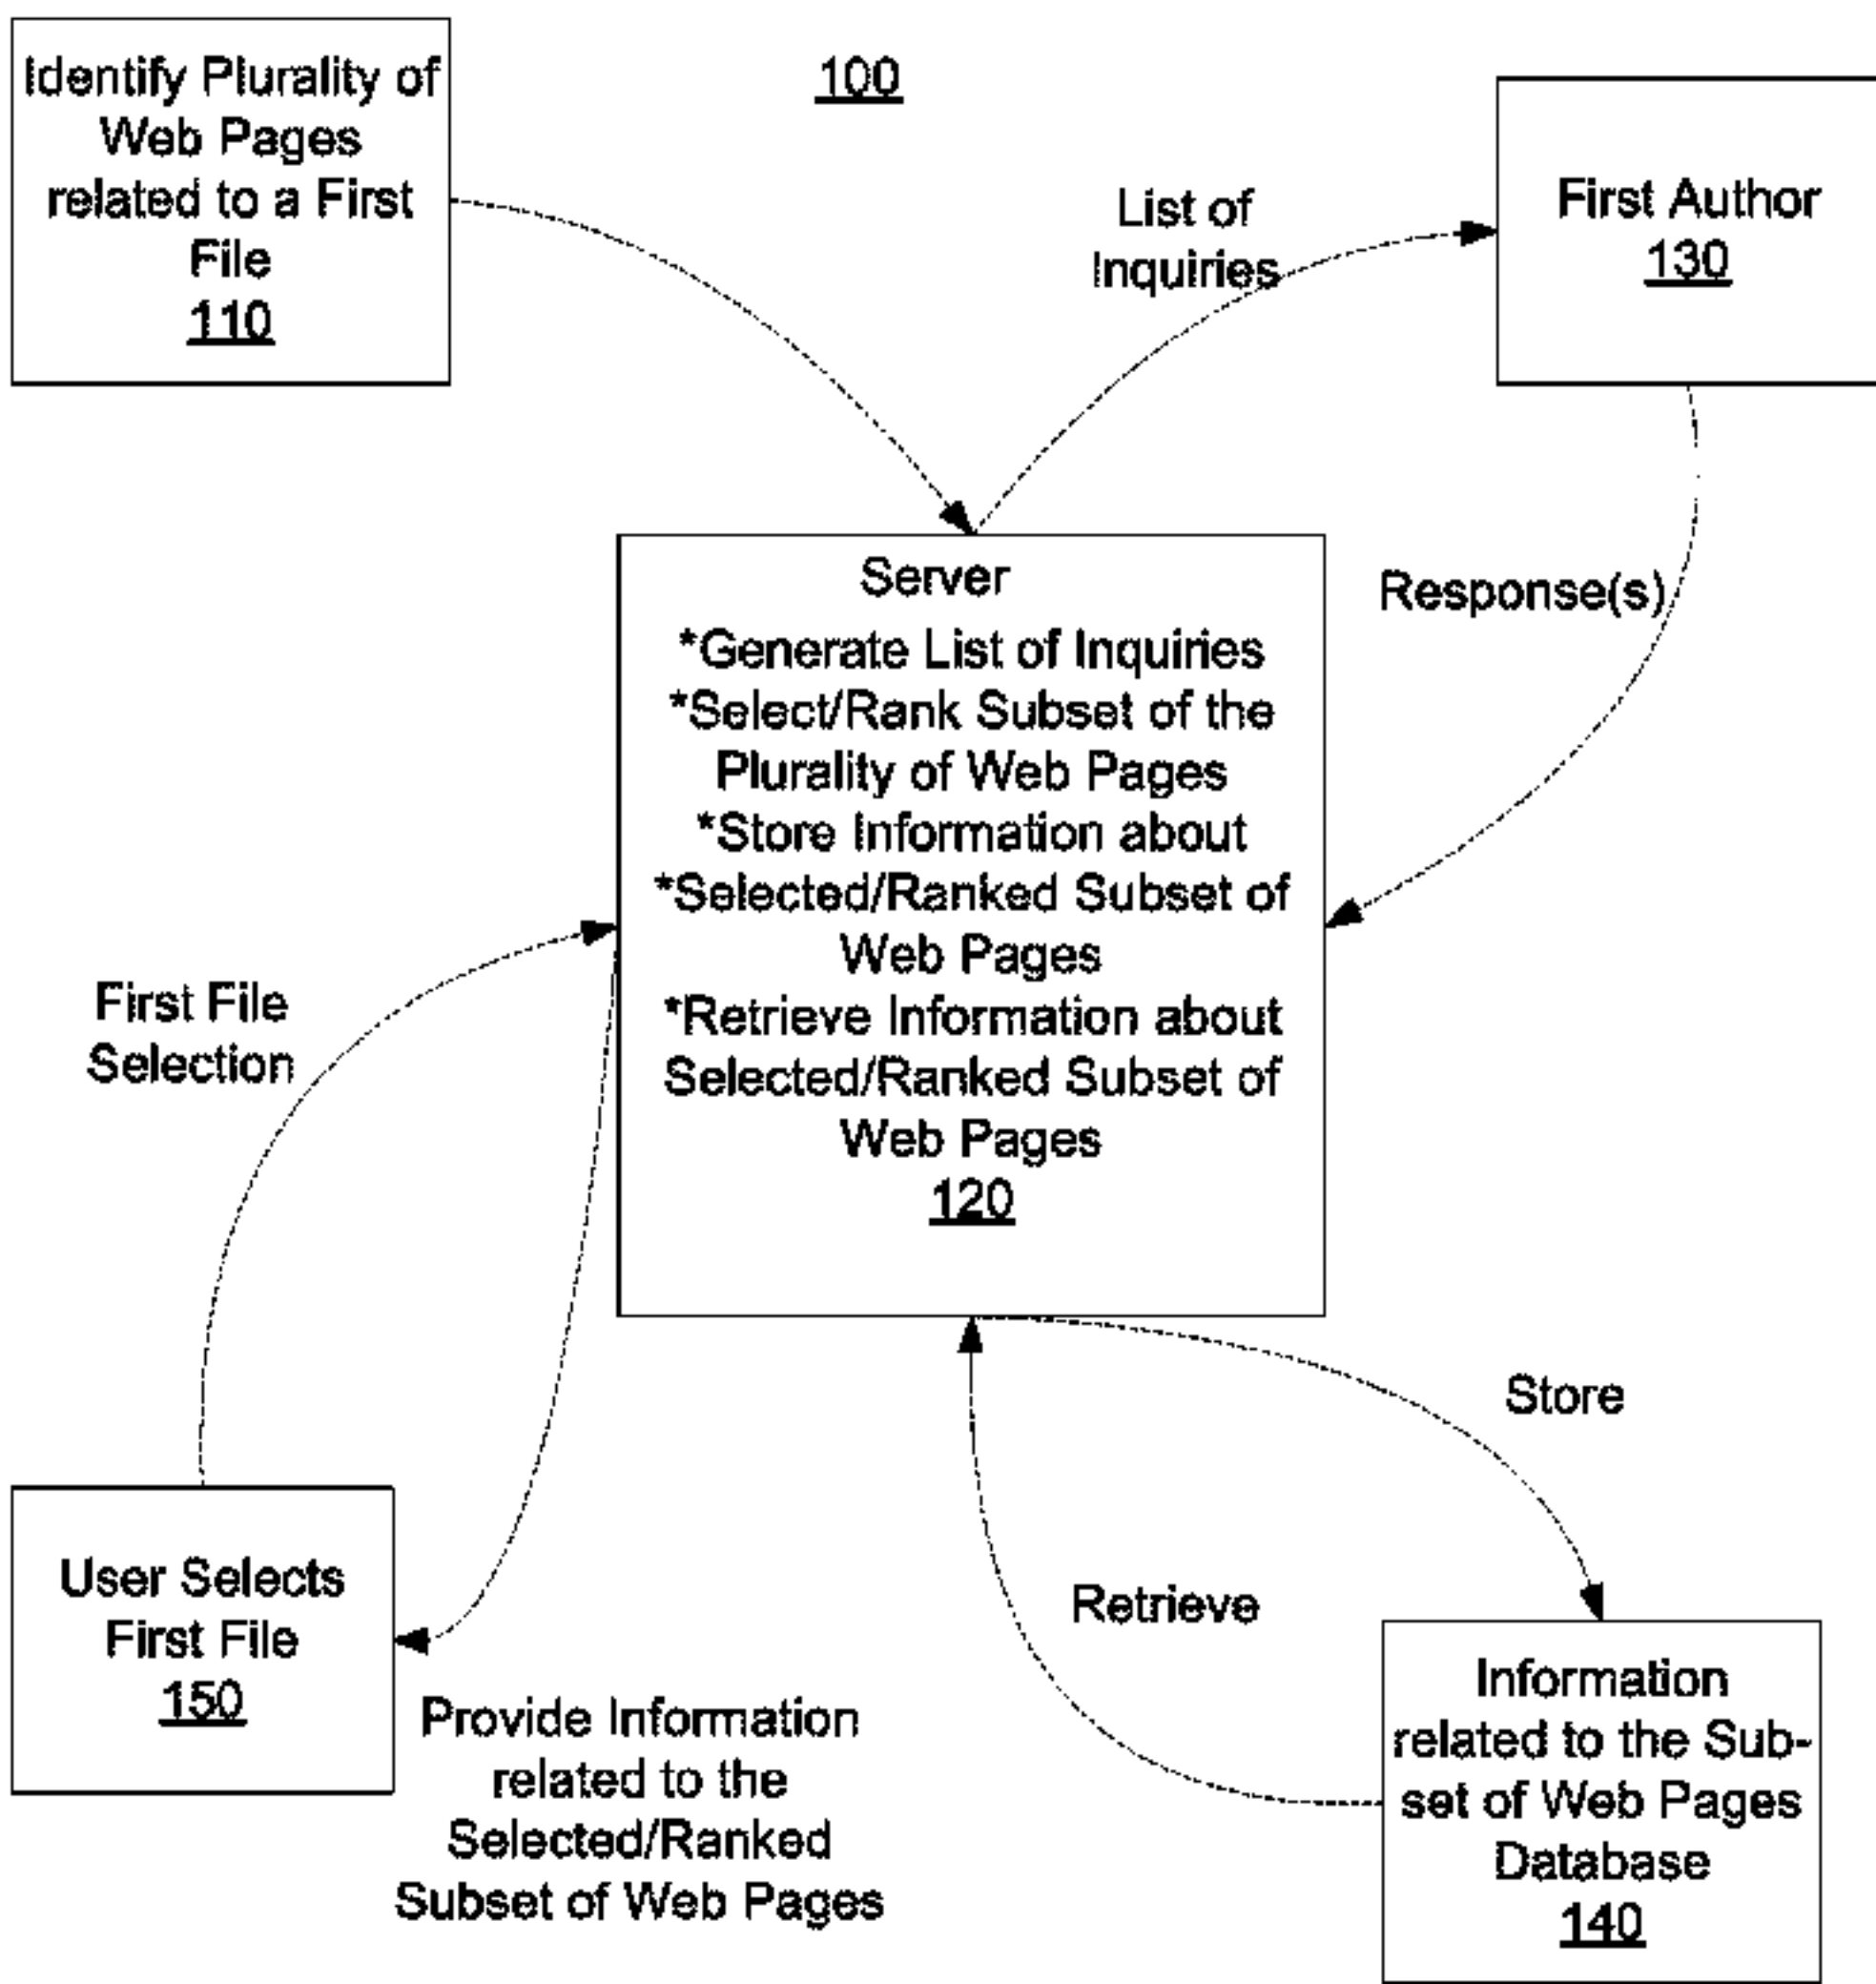 Identify Plurality of
Web Pages
related to a First
File
110
100
List of
Inquiries
First Author
130
Response(s)
Server
*Generate List of Inquiries
*Select/Rank Subset of the
Plurality of Web Pages
*Store Information about
*Selected/Ranked Subset of
Web Pages
*Retrieve Information about
Selected/Ranked Subset of
Web Pages
120
First File
Selection
Store
Retrieve
User Selects
First File
150
Provide Information
related to the
Selected/Ranked
Subset of Web Pages
Information
related to the Sub-
set of Web Pages
Database
140